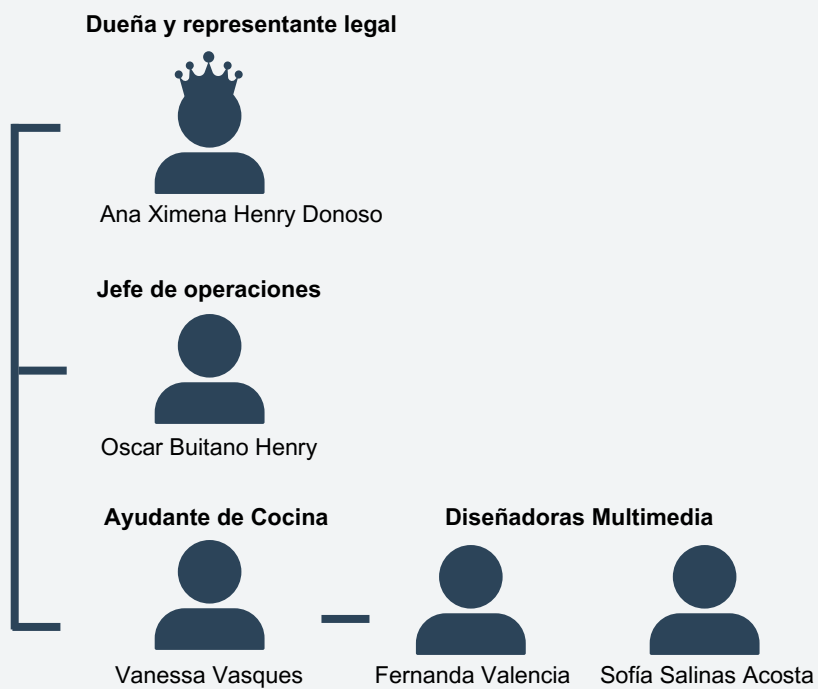 Dueña y representante legal
Ana Ximena Henry Donoso
Jefe de operaciones
Oscar Buitano Henry
Ayudante de Cocina
Diseñadoras Multimedia
Vanessa Vasques
Fernanda Valencia
Sofía Salinas Acosta